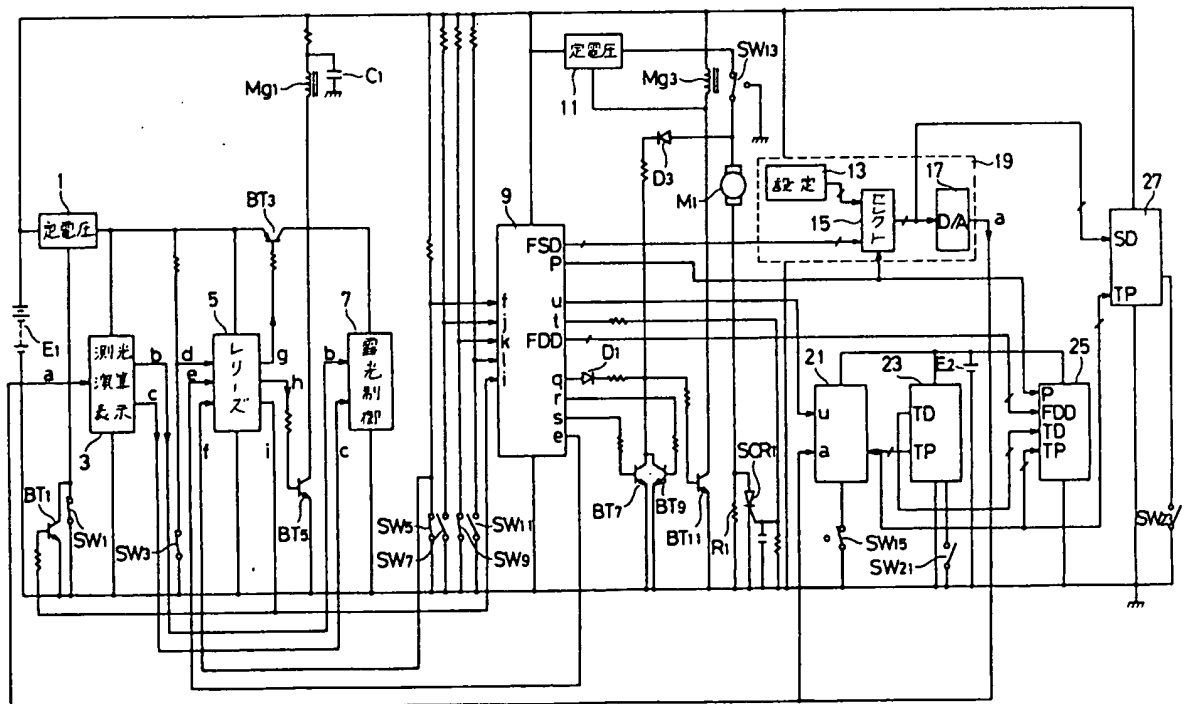 定電圧
11
SW13
Mg1
C1
Mg3
D3
M1
設定
13
15
セレクト
17
D/A
a
19
27
SD
TP
1
定電圧
BT3
E1
a
測光
演算
表示
3
b
c
d
e
f
5
レリーズ
g
h
i
7
露光制御
b
c
BT1
SW1
SW3
BT5
9
f
j
k
l
i
FSD
P
u
t
FDD
q
r
s
e
D1
SW5
SW7
SW11
SW9
BT7
BT9
BT11
R1
SCR1
21
u
a
23
TD
TP
E2
25
P
FDD
TD
TP
SW15
SW21
SW23